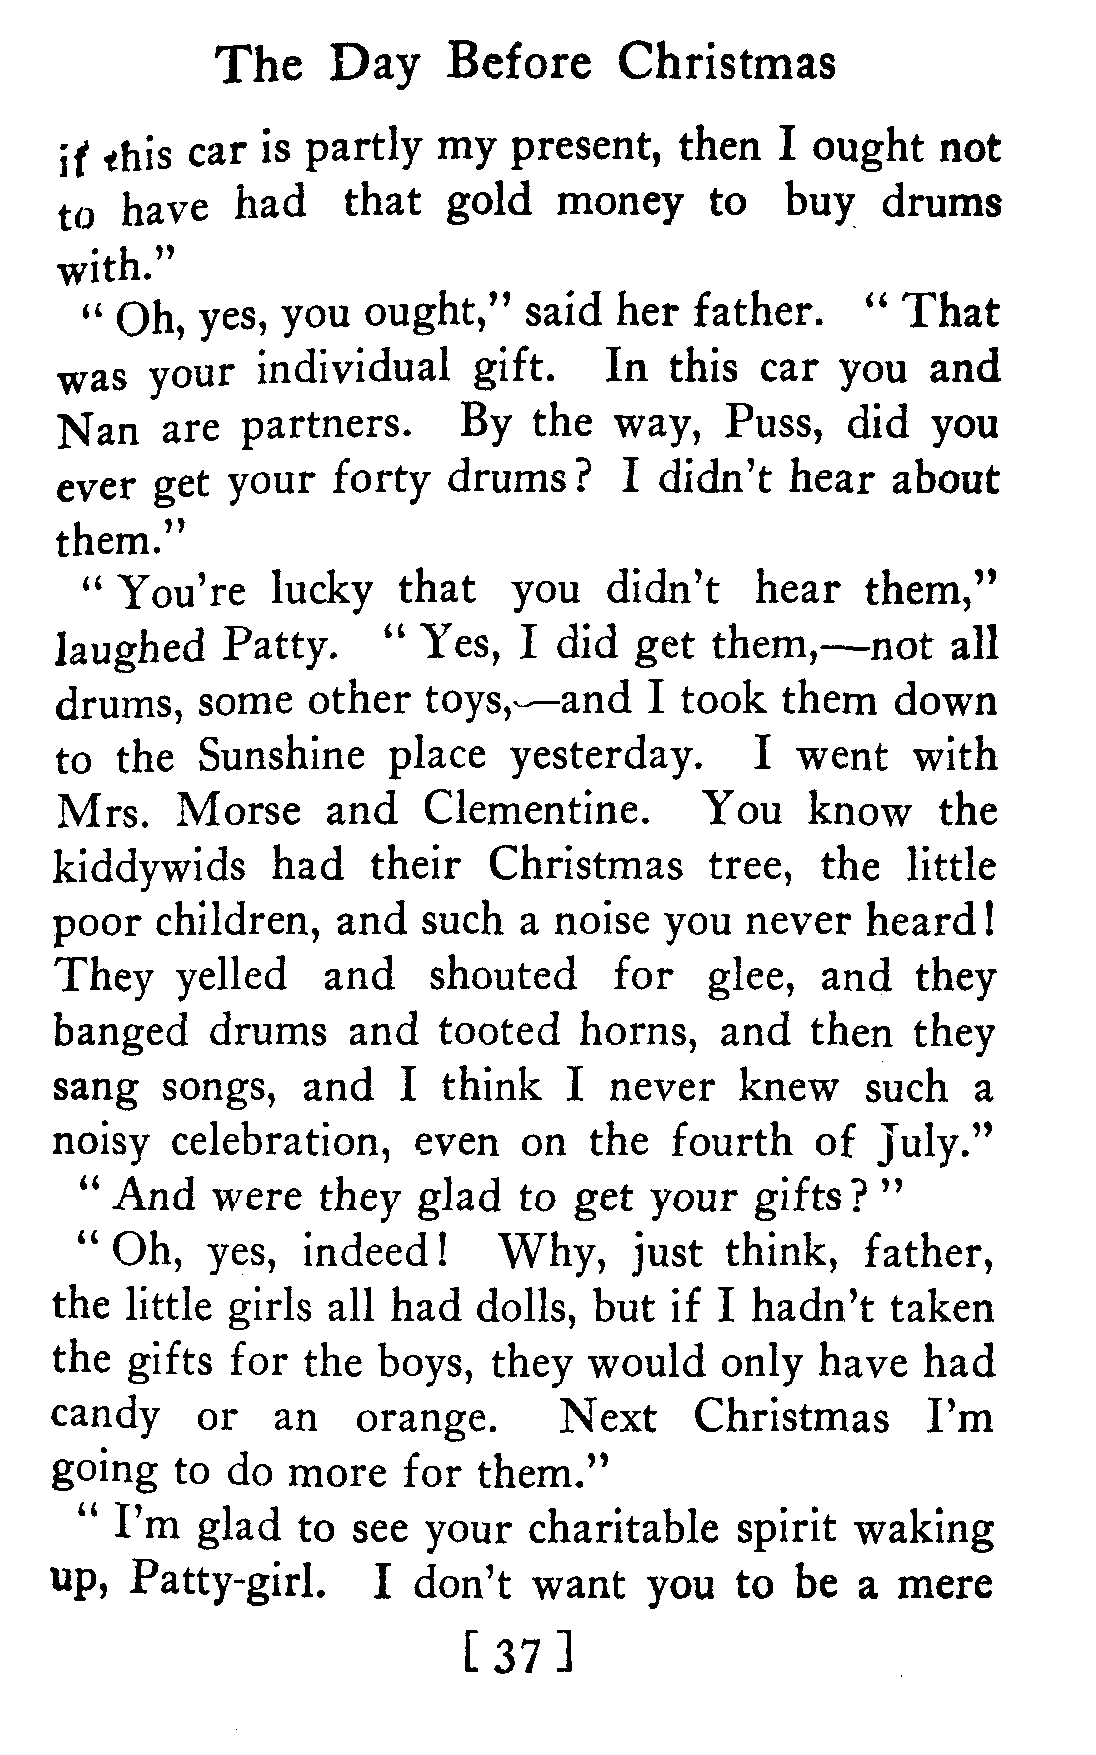 The Day Before Christmas
if this car is partly my present, then I ought not
to have had that gold money to buy drums
with."
" Oh, yes, you ought," said her father. " That
was your individual gift. In this car you and
Nan are partners. By the way, Puss, did you
ever get your forty drums? I didn't hear about
them."
" You're lucky that you didn't hear them,"
laughed Patty. " Yes, I did get them,—not all
drums, some other toys,—and I took them down
to the Sunshine place yesterday. I went with
Mrs. Morse and Clementine. You know the
kiddywids had their Christmas tree, the little
poor children, and such a noise you never heard!
They yelled and shouted for glee, and they
banged drums and tooted horns, and then they
sang songs, and I think I never knew such a
noisy celebration, even on the fourth of July."
" And were they glad to get your gifts? "
" Oh, yes, indeed! Why, just think, father,
the little girls all had dolls, but if I hadn't taken
the gifts for the boys, they would only have had
candy or an orange. Next Christmas I'm
going to do more for them."
" I'm glad to see your charitable spirit waking
up, Patty-girl. I don't want you to be a mere
[ 37 ]